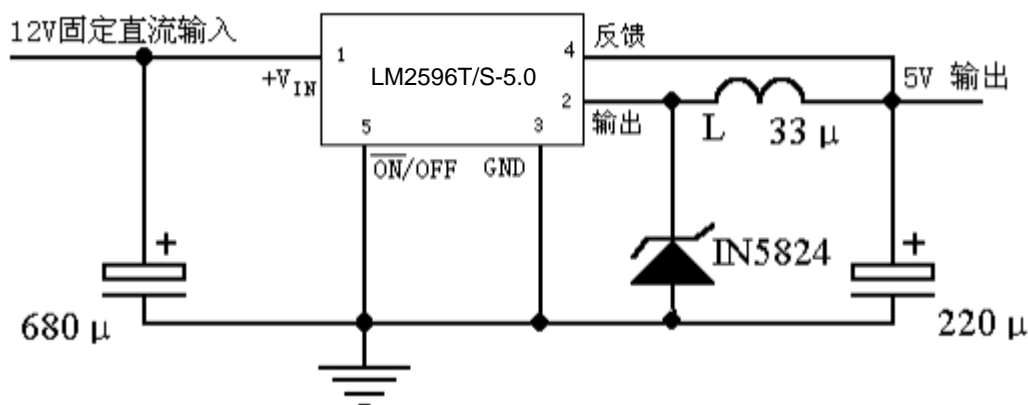 12V固定直流输入
+V_IN
1
LM2596T/S-5.0
4
反馈
5V 输出
2
输出
L
33 μ
5
3
ON/OFF
GND
+
IN5824
+
680 μ
220 μ